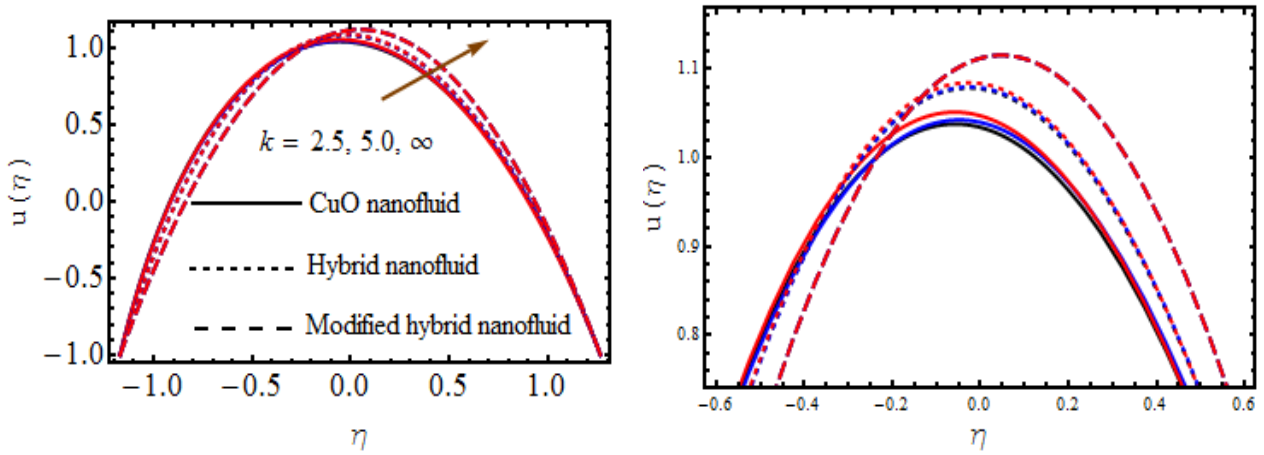 1.0
0.5
0.0
−0.5
−1.0
u (η)
k = 2.5, 5.0, ∞
CuO nanofluid
Hybrid nanofluid
Modified hybrid nanofluid
−1.0 −0.5 0.0 0.5 1.0
η
1.1
1.0
0.9
0.8
u (η)
−0.6 −0.4 −0.2 0.0 0.2 0.4 0.6
η